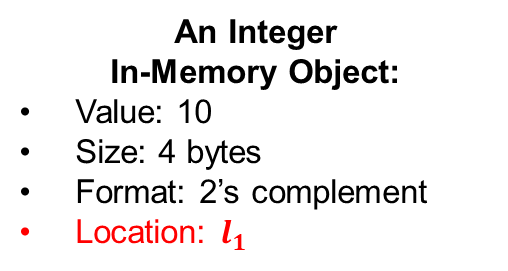 An Integer
In-Memory Object:
• Value: 10
• Size: 4 bytes
• Format: 2’s complement
• Location: l₁